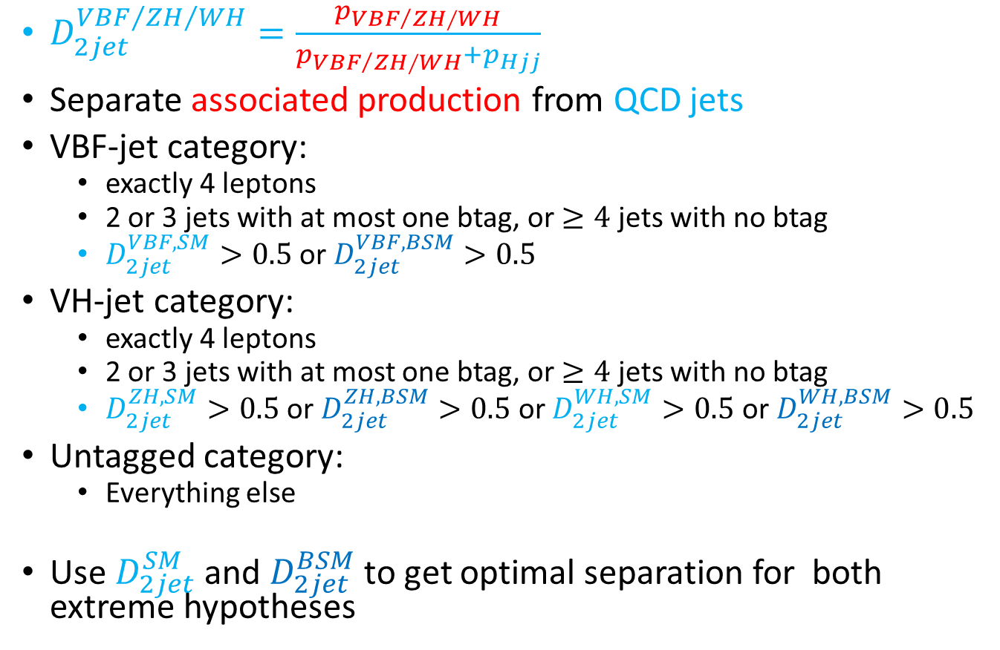 • $D_{2jet}^{VBF/ZH/WH} = \frac{p_{VBF/ZH/WH}}{p_{VBF/ZH/WH} + p_{Hjj}}$
• Separate associated production from QCD jets
• VBF-jet category:
• exactly 4 leptons
• 2 or 3 jets with at most one btag, or ≥ 4 jets with no btag
• $D_{2jet}^{VBF,SM}$ > 0.5 or $D_{2jet}^{VBF,BSM}$ > 0.5
• VH-jet category:
• exactly 4 leptons
• 2 or 3 jets with at most one btag, or ≥ 4 jets with no btag
• $D_{2jet}^{ZH,SM}$ > 0.5 or $D_{2jet}^{ZH,BSM}$ > 0.5 or $D_{2jet}^{WH,SM}$ > 0.5 or $D_{2jet}^{WH,BSM}$ > 0.5
• Untagged category:
• Everything else
• Use $D_{2jet}^{SM}$ and $D_{2jet}^{BSM}$ to get optimal separation for both
extreme hypotheses